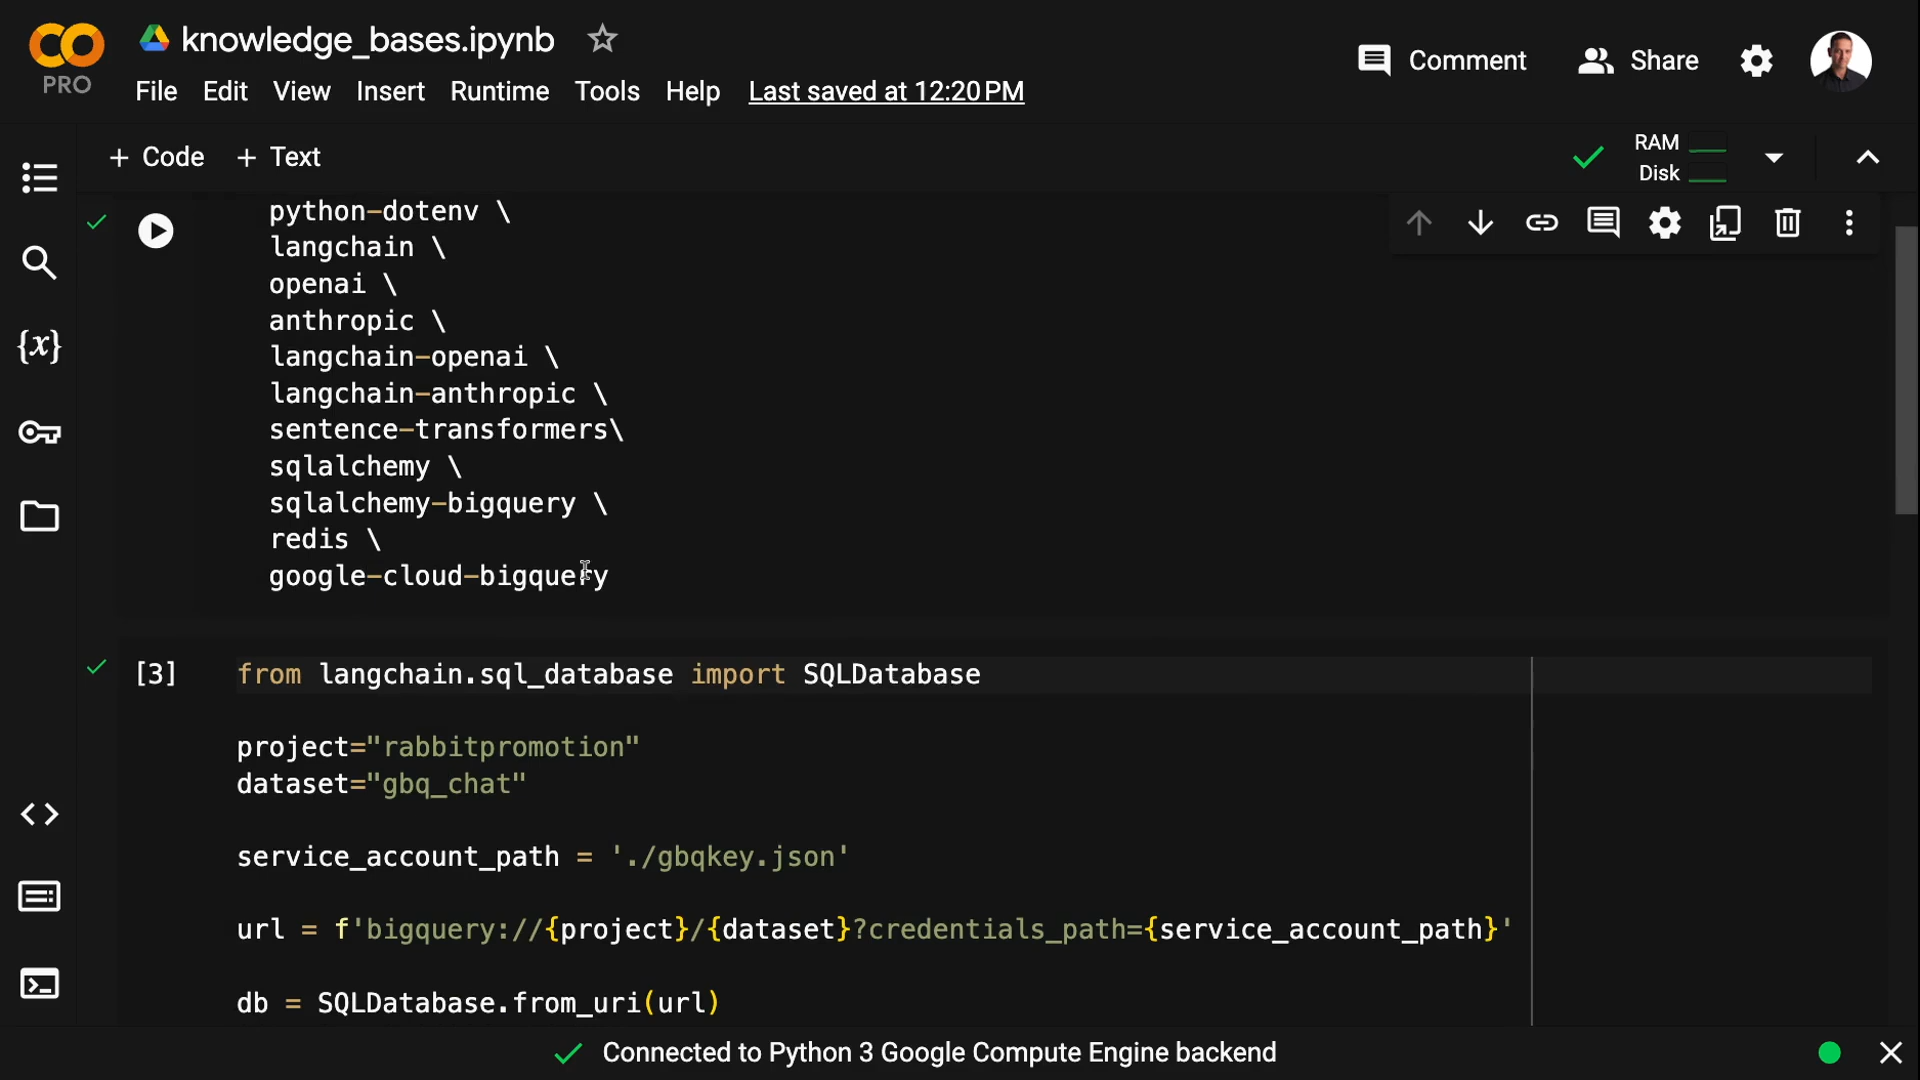 knowledge_bases.ipynb
PRO
File Edit View Insert Runtime Tools Help Last saved at 12:20 PM
Comment
Share
+ Code + Text
RAM
Disk
python-dotenv \
langchain \
openai \
anthropic \
langchain-openai \
langchain-anthropic \
sentence-transformers\
sqlalchemy \
sqlalchemy-bigquery \
redis \
google-cloud-bigquery
{x}
[3]
from langchain.sql_database import SQLDatabase
project="rabbitpromotion"
dataset="gbq_chat"
service_account_path = './gbqkey.json'
url = f'bigquery://{project}/{dataset}?credentials_path={service_account_path}'
db = SQLDatabase.from_uri(url)
Connected to Python 3 Google Compute Engine backend